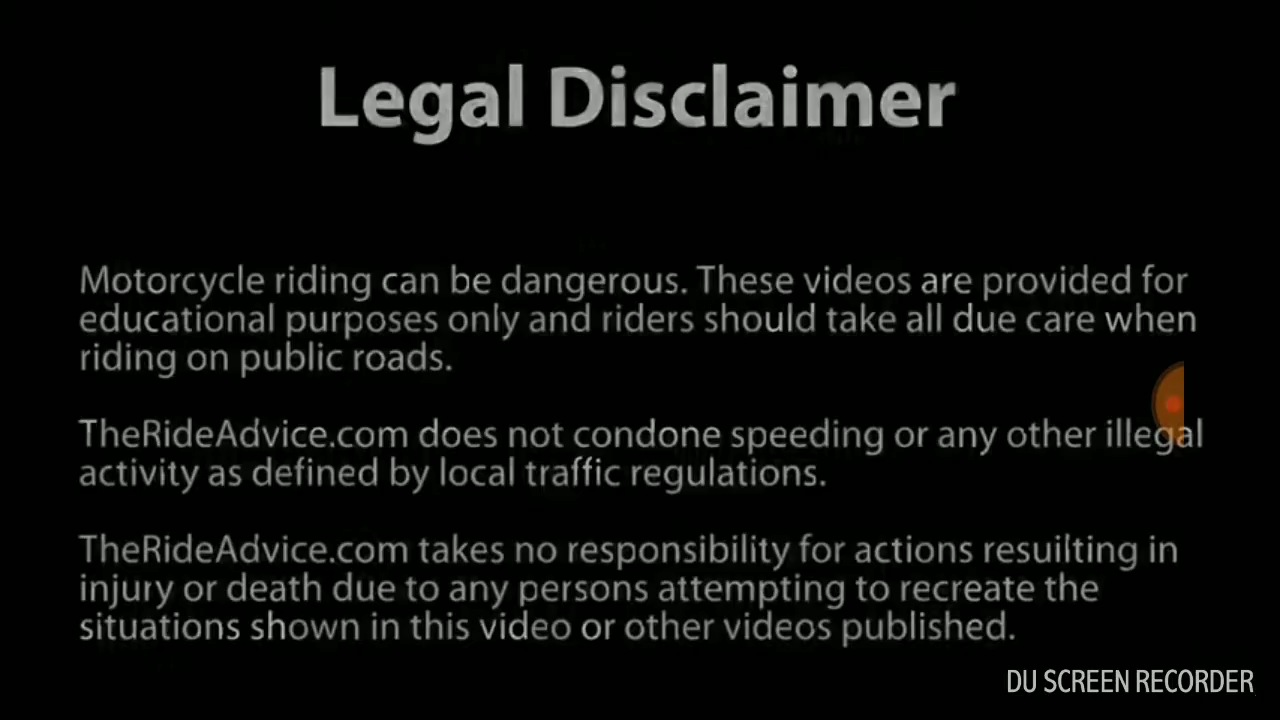 Legal Disclaimer
Motorcycle riding can be dangerous. These videos are provided for
educational purposes only and riders should take all due care when
riding on public roads.
TheRideAdvice.com does not condone speeding or any other illegal
activity as defined by local traffic regulations.
TheRideAdvice.com takes no responsibility for actions resuilting in
injury or death due to any persons attempting to recreate the
situations shown in this video or other videos published.
DU SCREEN RECORDER